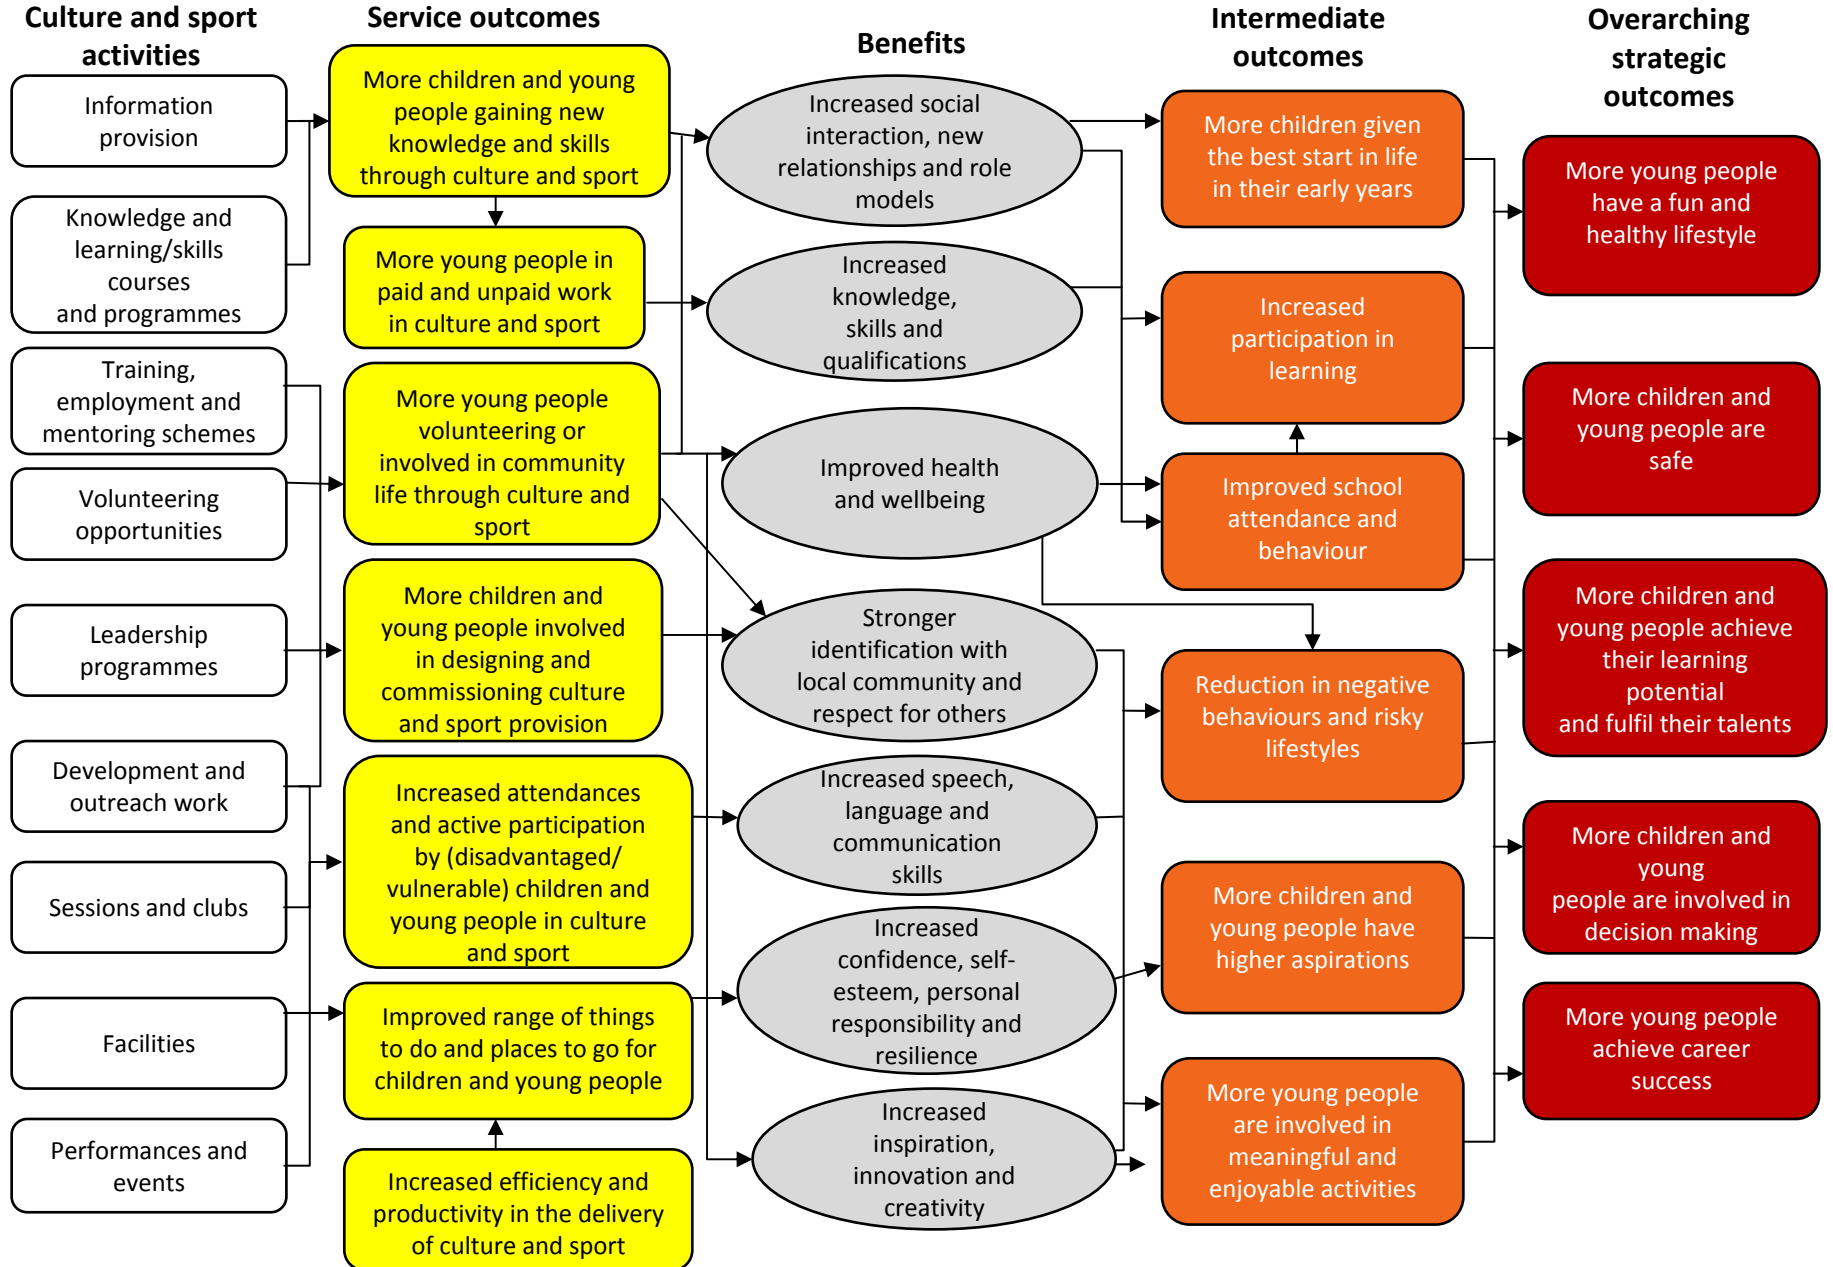 Culture and sport
activities
Information
provision
Knowledge and
learning/skills
courses
and programmes
Training,
employment and
mentoring schemes
Volunteering
opportunities
Leadership
programmes
Development and
outreach work
Sessions and clubs
Facilities
Performances and
events
Service outcomes
More children and young
people gaining new
knowledge and skills
through culture and sport
More young people in
paid and unpaid work
in culture and sport
More young people
volunteering or
involved in community
life through culture and
sport
More children and
young people involved
in designing and
commissioning culture
and sport provision
Increased attendances
and active participation
by (disadvantaged/
vulnerable) children and
young people in culture
and sport
Improved range of things
to do and places to go for
children and young people
Increased efficiency and
productivity in the delivery
of culture and sport
Benefits
Increased social
interaction, new
relationships and role
models
Increased
knowledge,
skills and
qualifications
Improved health
and wellbeing
Stronger
identification with
local community and
respect for others
Increased speech,
language and
communication
skills
Increased
confidence, self-
esteem, personal
responsibility and
resilience
Increased
inspiration,
innovation and
creativity
Intermediate
outcomes
More children given
the best start in life
in their early years
Increased
participation in
learning
Improved school
attendance and
behaviour
Reduction in negative
behaviours and risky
lifestyles
More children and
young people have
higher aspirations
More young people
are involved in
meaningful and
enjoyable activities
Overarching
strategic
outcomes
More young people
have a fun and
healthy lifestyle
More children and
young people are
safe
More children and
young people achieve
their learning
potential
and fulfil their talents
More children and
young
people are involved in
decision making
More young people
achieve career
success